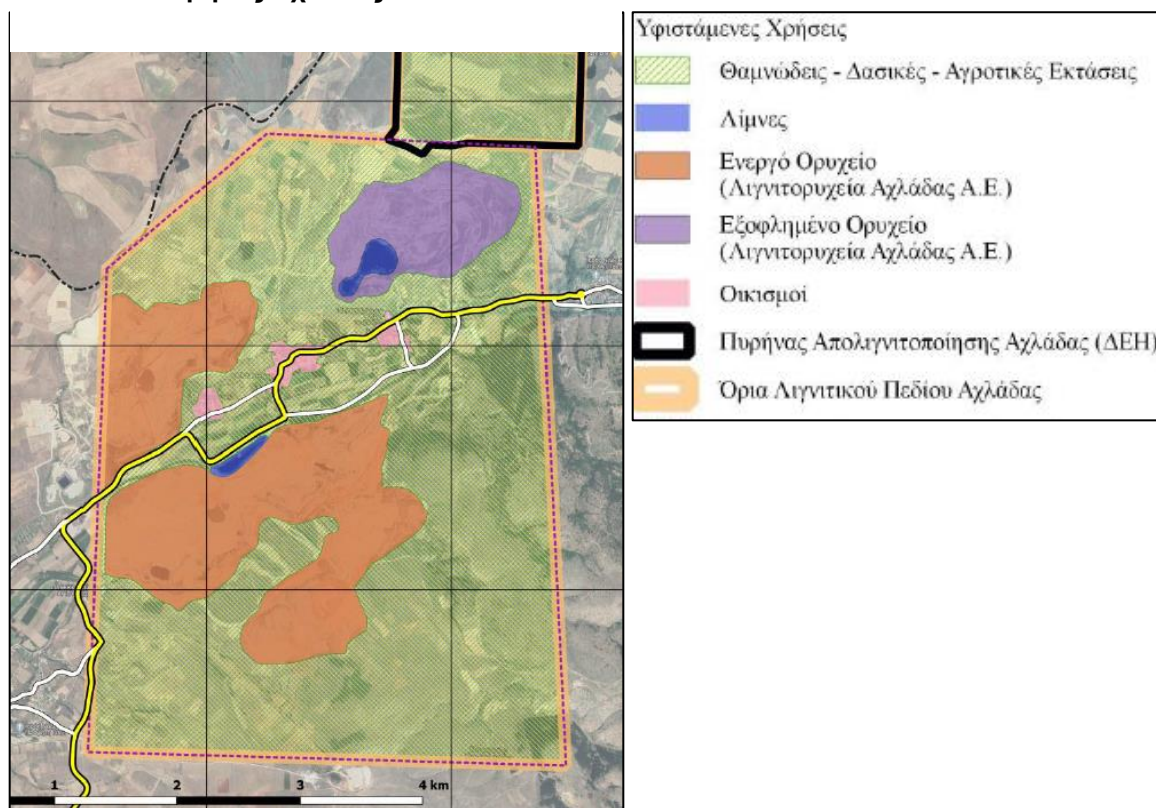 Υφιστάμενες Χρήσεις
Θαμνώδεις - Δασικές - Αγροτικές Εκτάσεις
Λίμνες
Ενεργό Ορυχείο
(Λιγνιτορυχεία Αχλάδας Α.Ε.)
Εξοφλημένο Ορυχείο
(Λιγνιτορυχεία Αχλάδας Α.Ε.)
Οικισμοί
Πυρήνας Απολιγνιτοποίησης Αχλάδας (ΔΕΗ)
Όρια Λιγνιτικού Πεδίου Αχλάδας
1 2 3 4 km